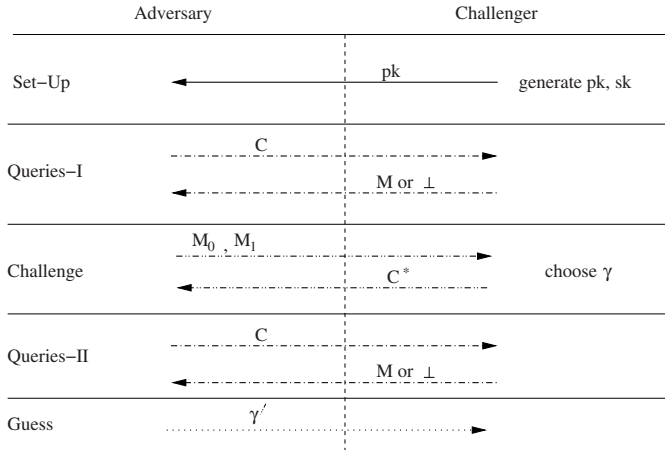 Adversary Challenger
pk
Set−Up generate pk, sk
C
Queries−I
M or ⊥
M₀ , M₁
Challenge choose γ
C*
C
Queries−II
M or ⊥
Guess γ′